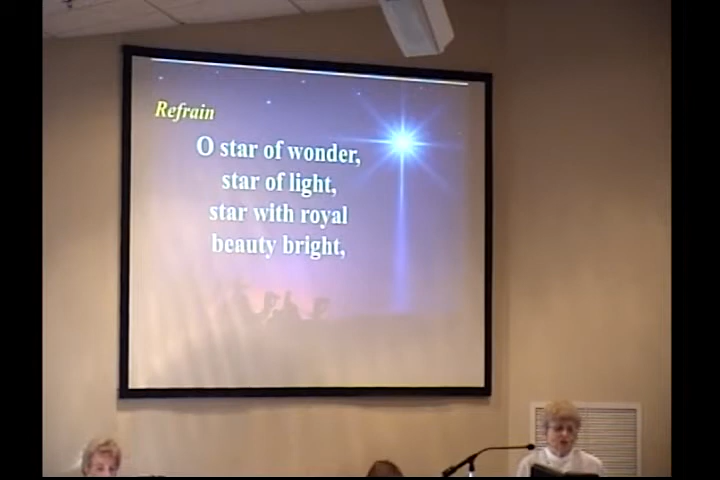 Refrain
O star of wonder,
star of light,
star with royal
beauty bright,